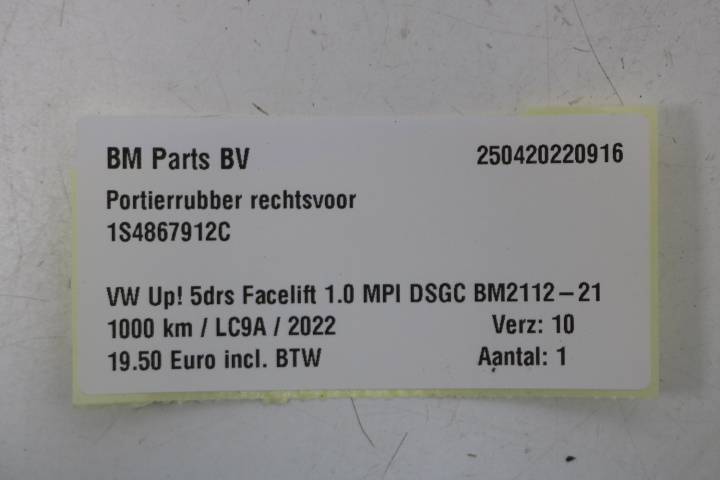 BM Parts BV 250420220916
Portierrubber rechtsvoor
1S4867912C
VW Up! 5drs Facelift 1.0 MPI DSGC BM2112-21
1000 km / LC9A / 2022 Verz: 10
19.50 Euro incl. BTW Aantal: 1